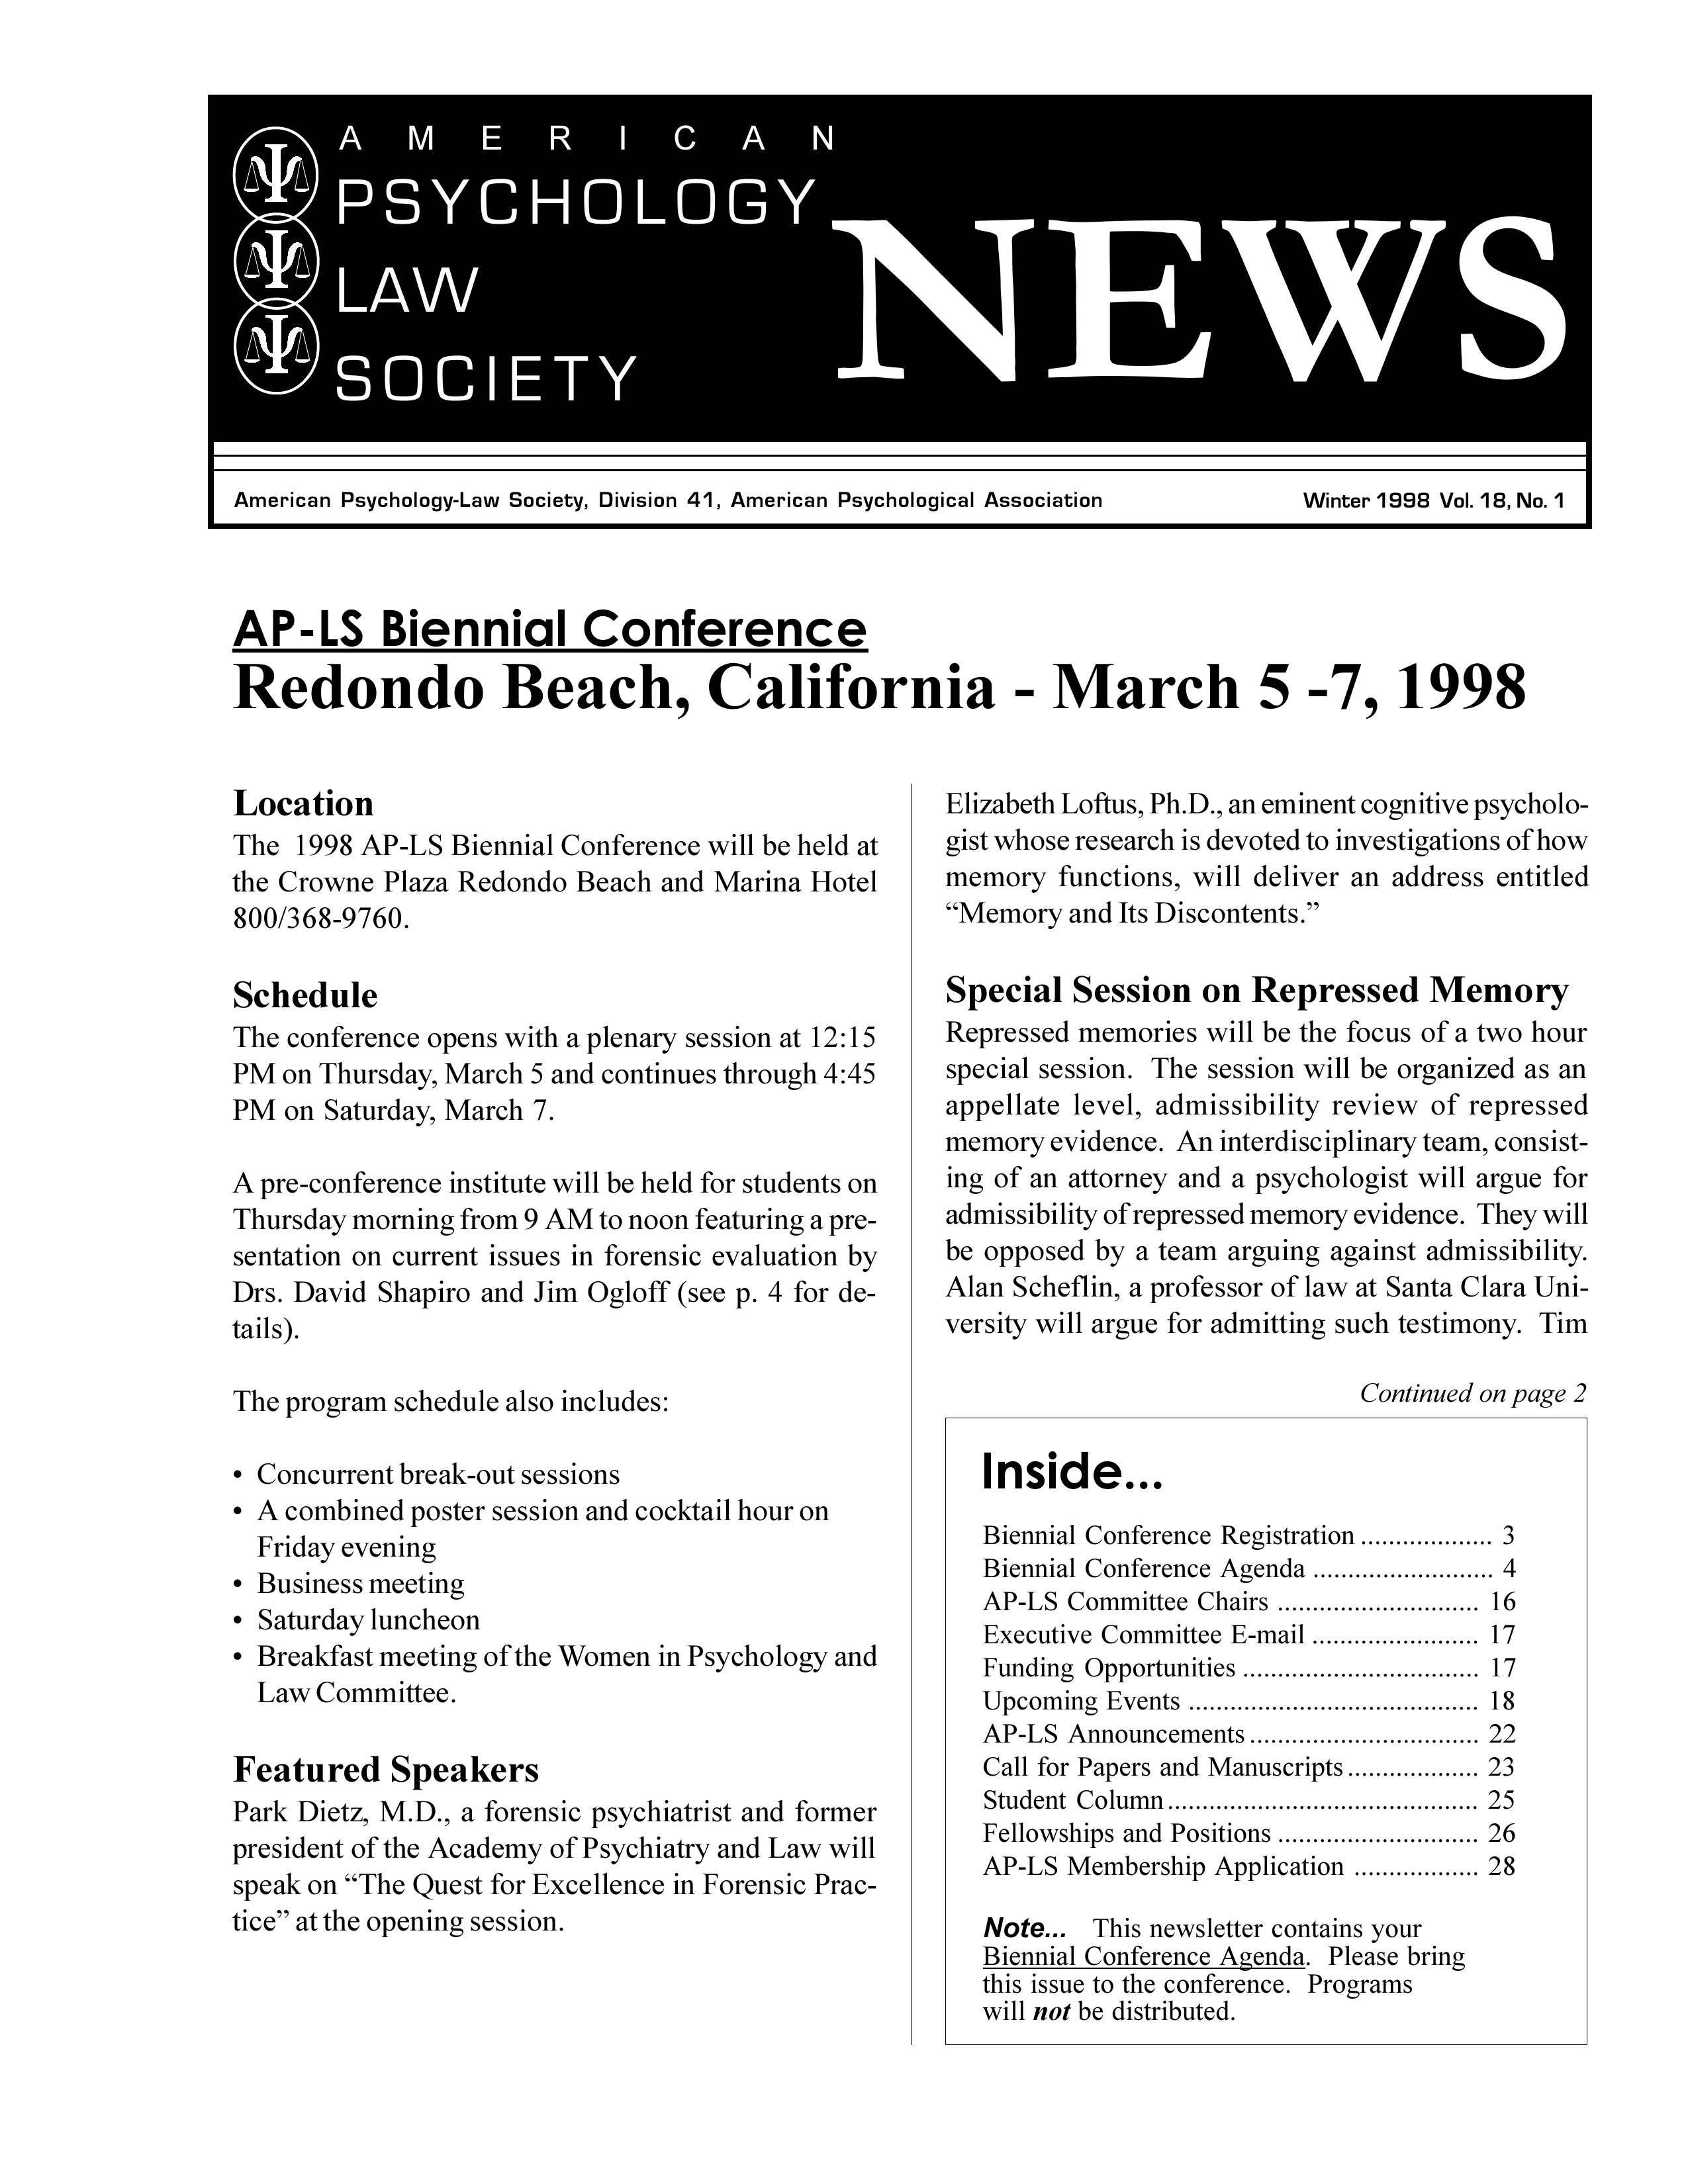 A M E R I C A N
PSYCHOLOGY
LAW
SOCIETY
NEWS
American Psychology-Law Society, Division 41, American Psychological Association
Winter 1998 Vol. 18, No. 1
AP-LS Biennial Conference
Redondo Beach, California - March 5 -7, 1998
Location
The 1998 AP-LS Biennial Conference will be held at
the Crowne Plaza Redondo Beach and Marina Hotel
800/368-9760.
Schedule
The conference opens with a plenary session at 12:15
PM on Thursday, March 5 and continues through 4:45
PM on Saturday, March 7.
A pre-conference institute will be held for students on
Thursday morning from 9 AM to noon featuring a pre-
sentation on current issues in forensic evaluation by
Drs. David Shapiro and Jim Ogloff (see p. 4 for de-
tails).
The program schedule also includes:
• Concurrent break-out sessions
• A combined poster session and cocktail hour on
Friday evening
• Business meeting
• Saturday luncheon
• Breakfast meeting of the Women in Psychology and
Law Committee.
Featured Speakers
Park Dietz, M.D., a forensic psychiatrist and former
president of the Academy of Psychiatry and Law will
speak on “The Quest for Excellence in Forensic Prac-
tice” at the opening session.
Elizabeth Loftus, Ph.D., an eminent cognitive psycholo-
gist whose research is devoted to investigations of how
memory functions, will deliver an address entitled
“Memory and Its Discontents.”
Special Session on Repressed Memory
Repressed memories will be the focus of a two hour
special session. The session will be organized as an
appellate level, admissibility review of repressed
memory evidence. An interdisciplinary team, consist-
ing of an attorney and a psychologist will argue for
admissibility of repressed memory evidence. They will
be opposed by a team arguing against admissibility.
Alan Scheflin, a professor of law at Santa Clara Uni-
versity will argue for admitting such testimony. Tim
Continued on page 2
Inside...
Biennial Conference Registration ................... 3
Biennial Conference Agenda .......................... 4
AP-LS Committee Chairs ............................. 16
Executive Committee E-mail ........................ 17
Funding Opportunities .................................. 17
Upcoming Events .......................................... 18
AP-LS Announcements ................................. 22
Call for Papers and Manuscripts ................... 23
Student Column ............................................. 25
Fellowships and Positions ............................. 26
AP-LS Membership Application .................. 28
Note... This newsletter contains your
Biennial Conference Agenda. Please bring
this issue to the conference. Programs
will not be distributed.